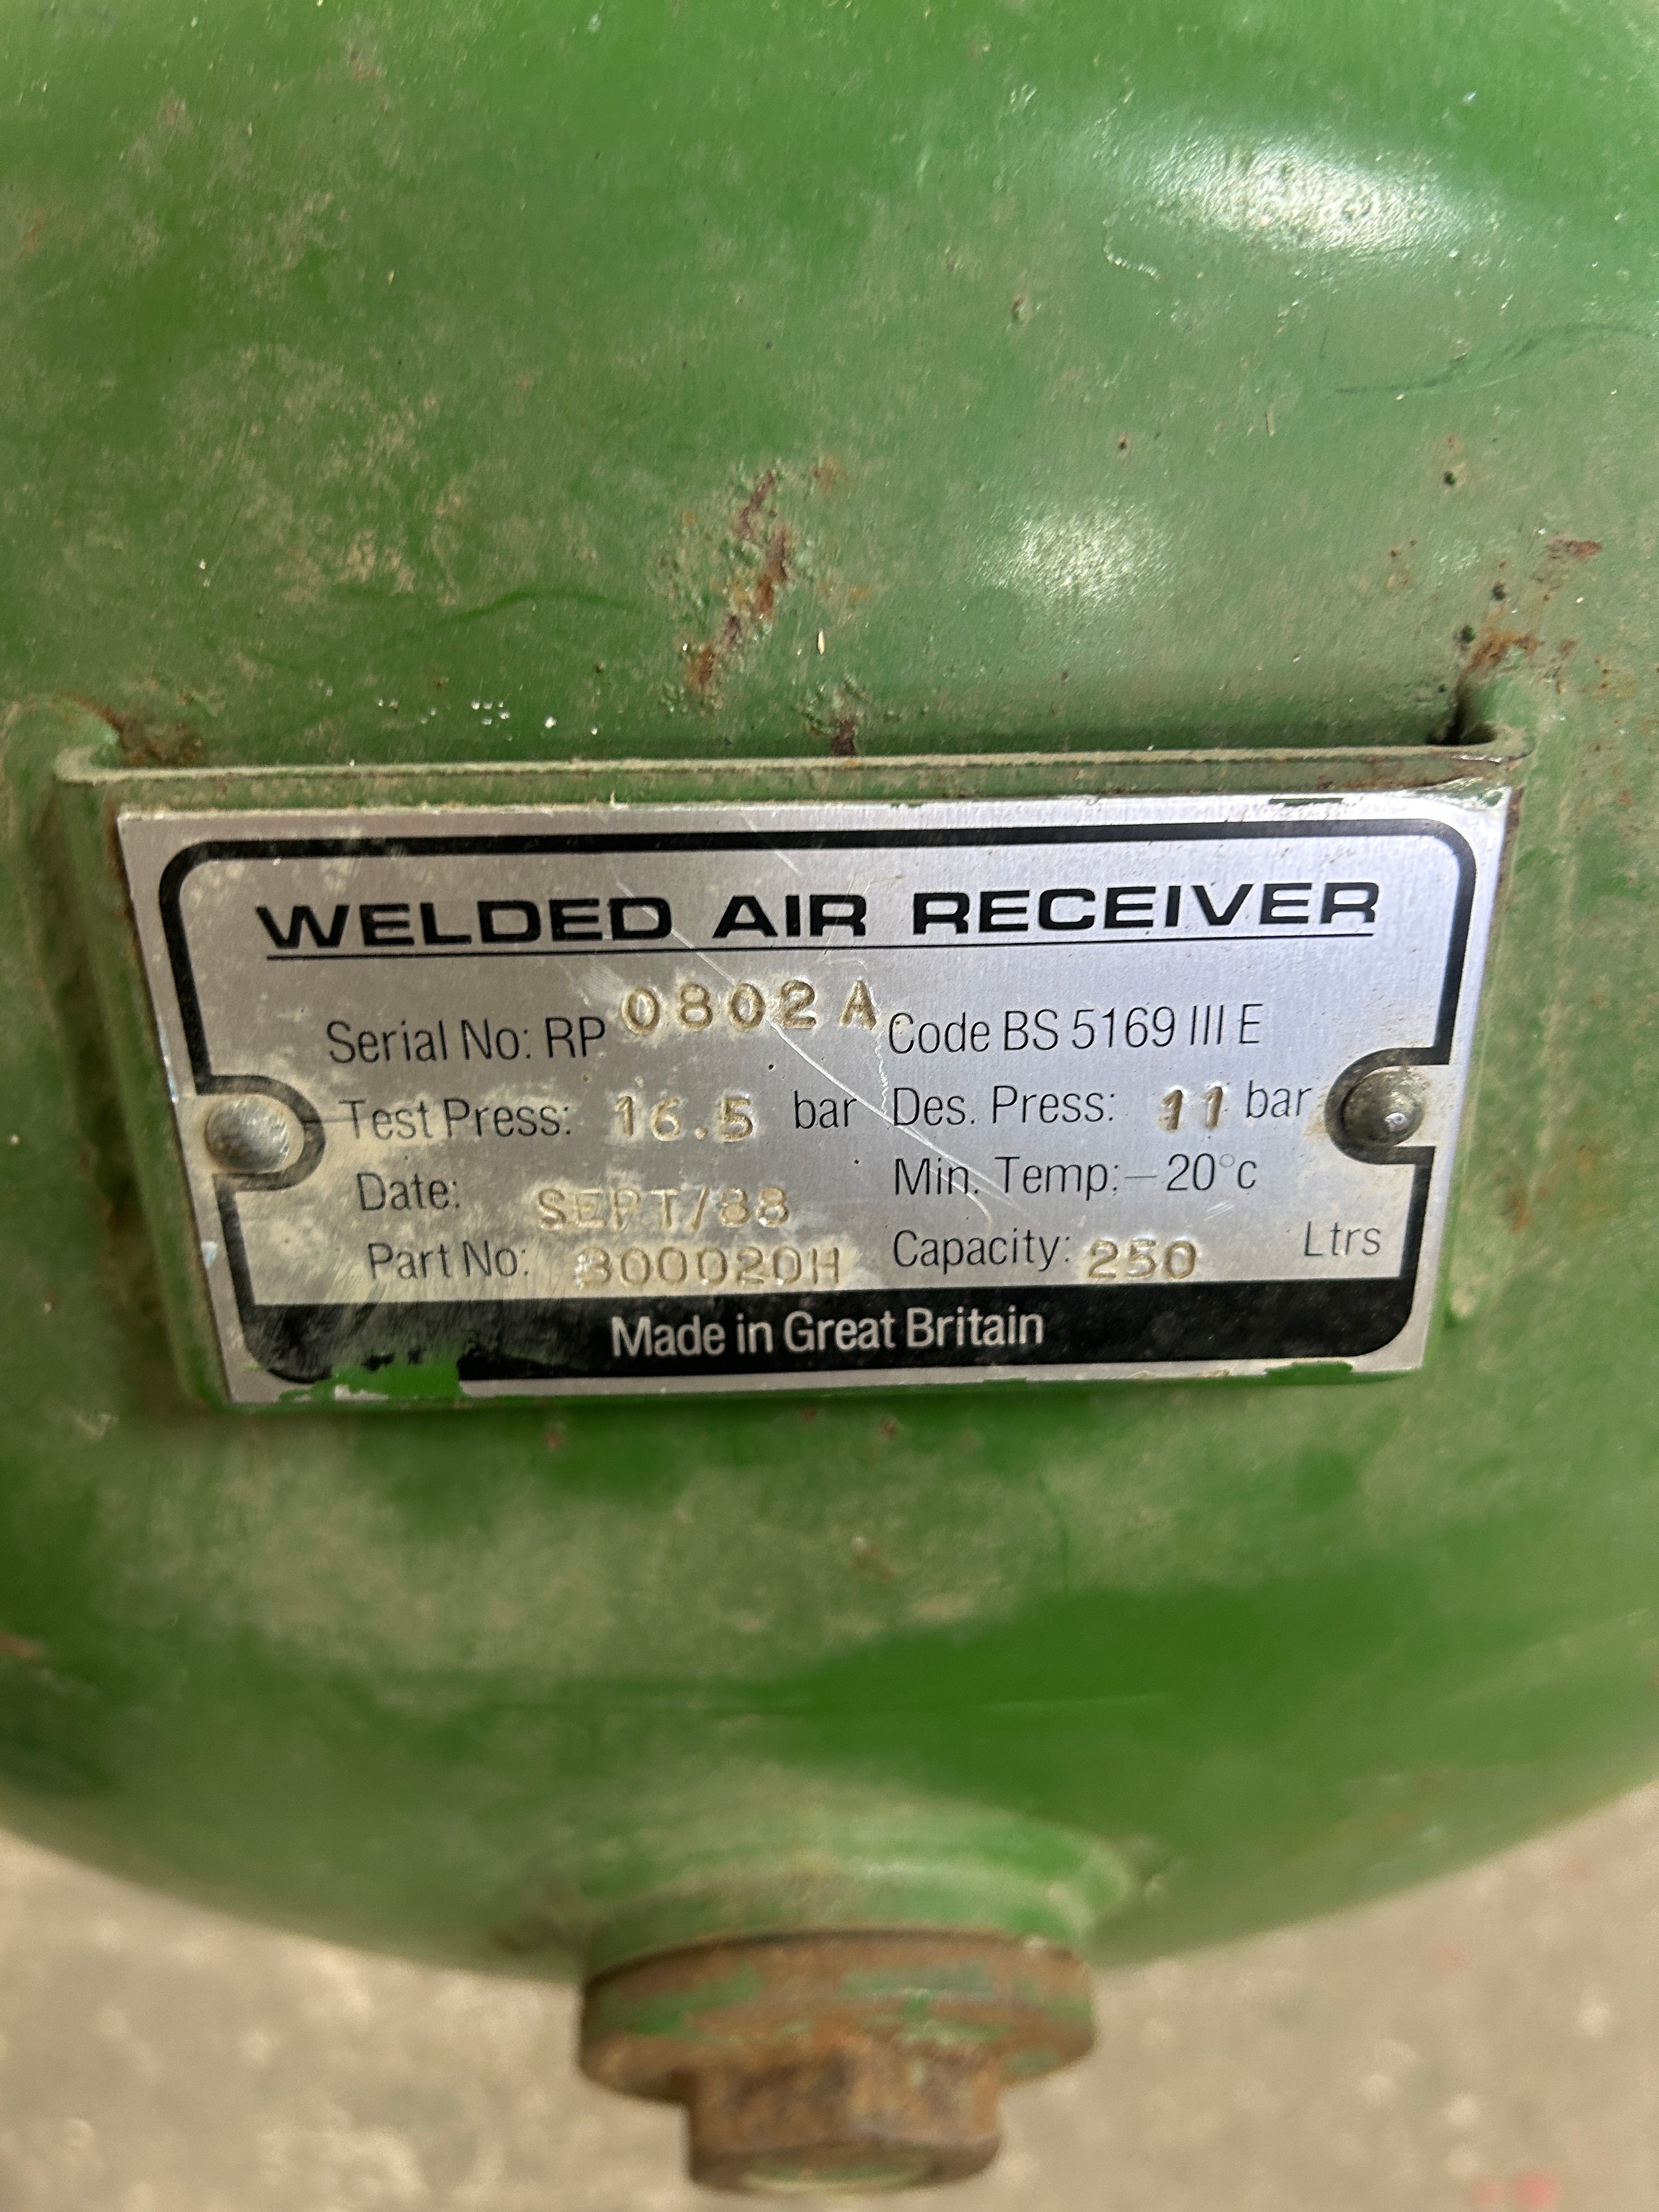 WELDED AIR RECEIVER
Serial No: RP 0802A Code BS 5169 III E
Test Press: 16.5 bar Des. Press: 11 bar
Date: SEPT/88 Min. Temp: -20°c
Part No: 300020H Capacity: 250 Ltrs
Made in Great Britain